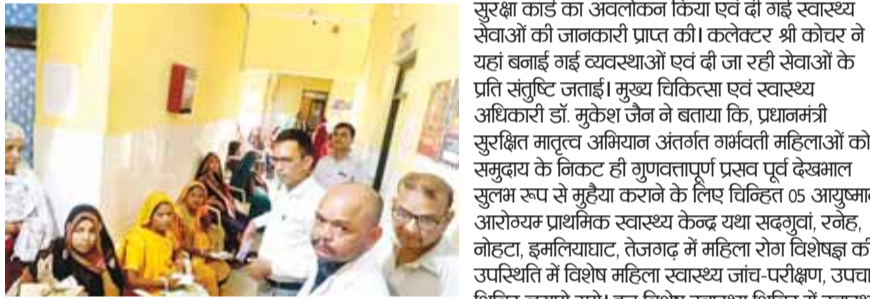 सुरक्षा कार्ड का अवलोकन किया एवं दी गई स्वास्थ्य
सेवाओं की जानकारी प्राप्त की। कलेक्टर श्री कोचर ने
यहां बनाई गई व्यवस्थाओं एवं दी जा रही सेवाओं के
प्रति संतुष्टि जताई। मुख्य चिकित्सा एवं स्वास्थ्य
अधिकारी डॉ. मुकेश जैन ने बताया कि, प्रधानमंत्री
सुरक्षित मातृत्व अभियान अंतर्गत गर्भवती महिलाओं को
समुदाय के निकट ही गुणवत्तापूर्ण प्रसव पूर्व देखभाल
सुलभ रूप से मुहैया कराने के लिए चिन्हित 05
आरोग्यम प्राथमिक स्वास्थ्य केन्द्र यथा सदगुवां, रनेह,
नोहटा, इमलियाघाट, तेजगढ़ में महिला रोग विशेषज्ञ की
उपस्थिति में विशेष महिला स्वास्थ्य जांच-परीक्षण,